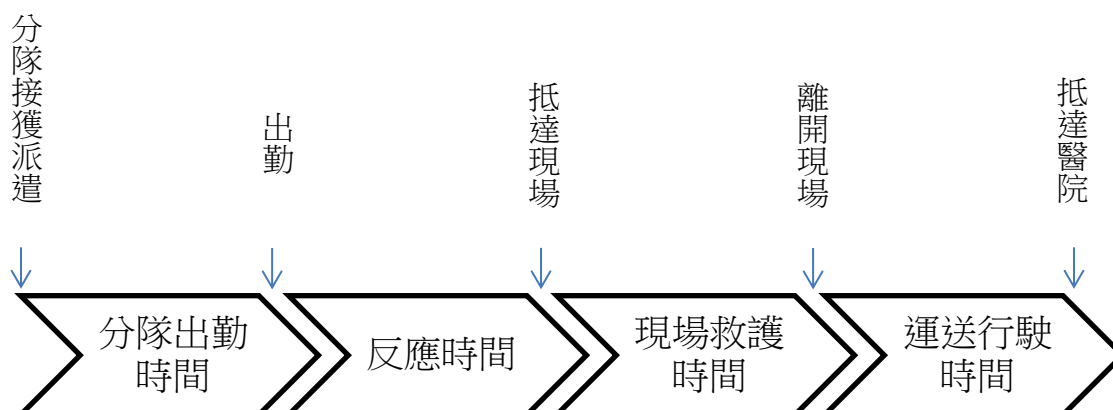 分隊接獲派遣
出勤
抵達現場
離開現場
抵達醫院
分隊出勤
時間
反應時間
現場救護
時間
運送行駛
時間